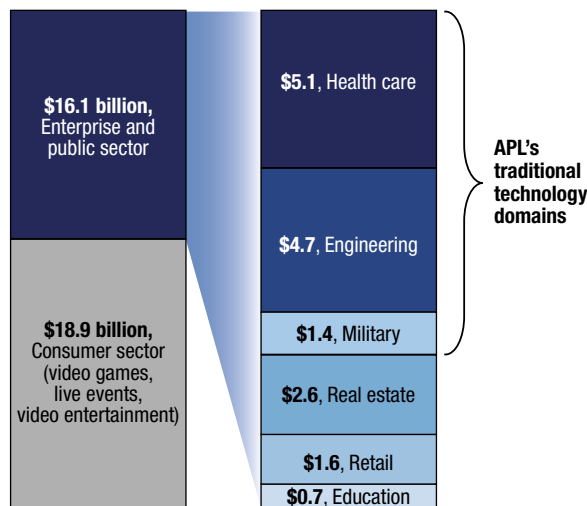 $16.1 billion,
Enterprise and
public sector
$18.9 billion,
Consumer sector
(video games,
live events,
video entertainment)
$5.1, Health care
$4.7, Engineering
$1.4, Military
$2.6, Real estate
$1.6, Retail
$0.7, Education
APL’s
traditional
technology
domains